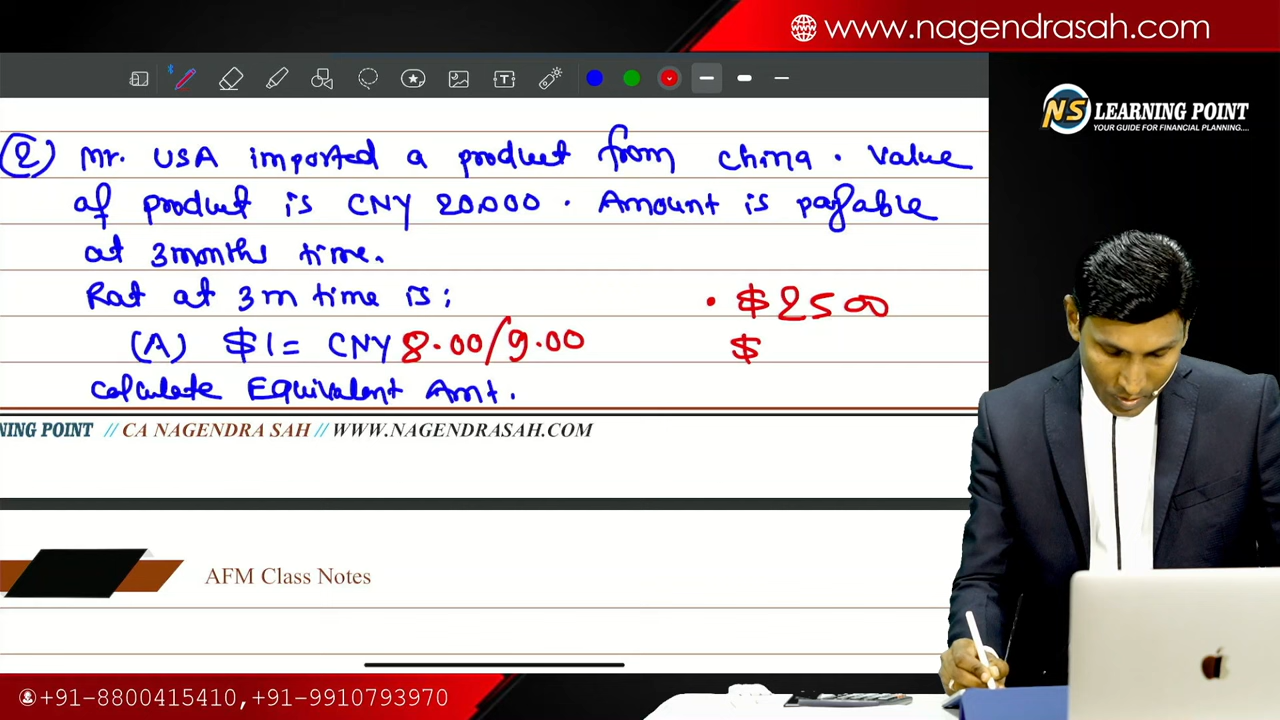 www.nagendrasah.com
NS LEARNING POINT
YOUR GUIDE FOR FINANCIAL PLANNING....
(2) Mr. USA imported a product from China. Value
of product is CNY 20,000. Amount is payable
at 3months time.
Rat at 3m time is:
(A) $1 = CNY 8.00/9.00
Calculate Equivalent Amt.
• $2500
$
NING POINT // CA NAGENDRA SAH // WWW.NAGENDRASAH.COM
AFM Class Notes
+91-8800415410,+91-9910793970